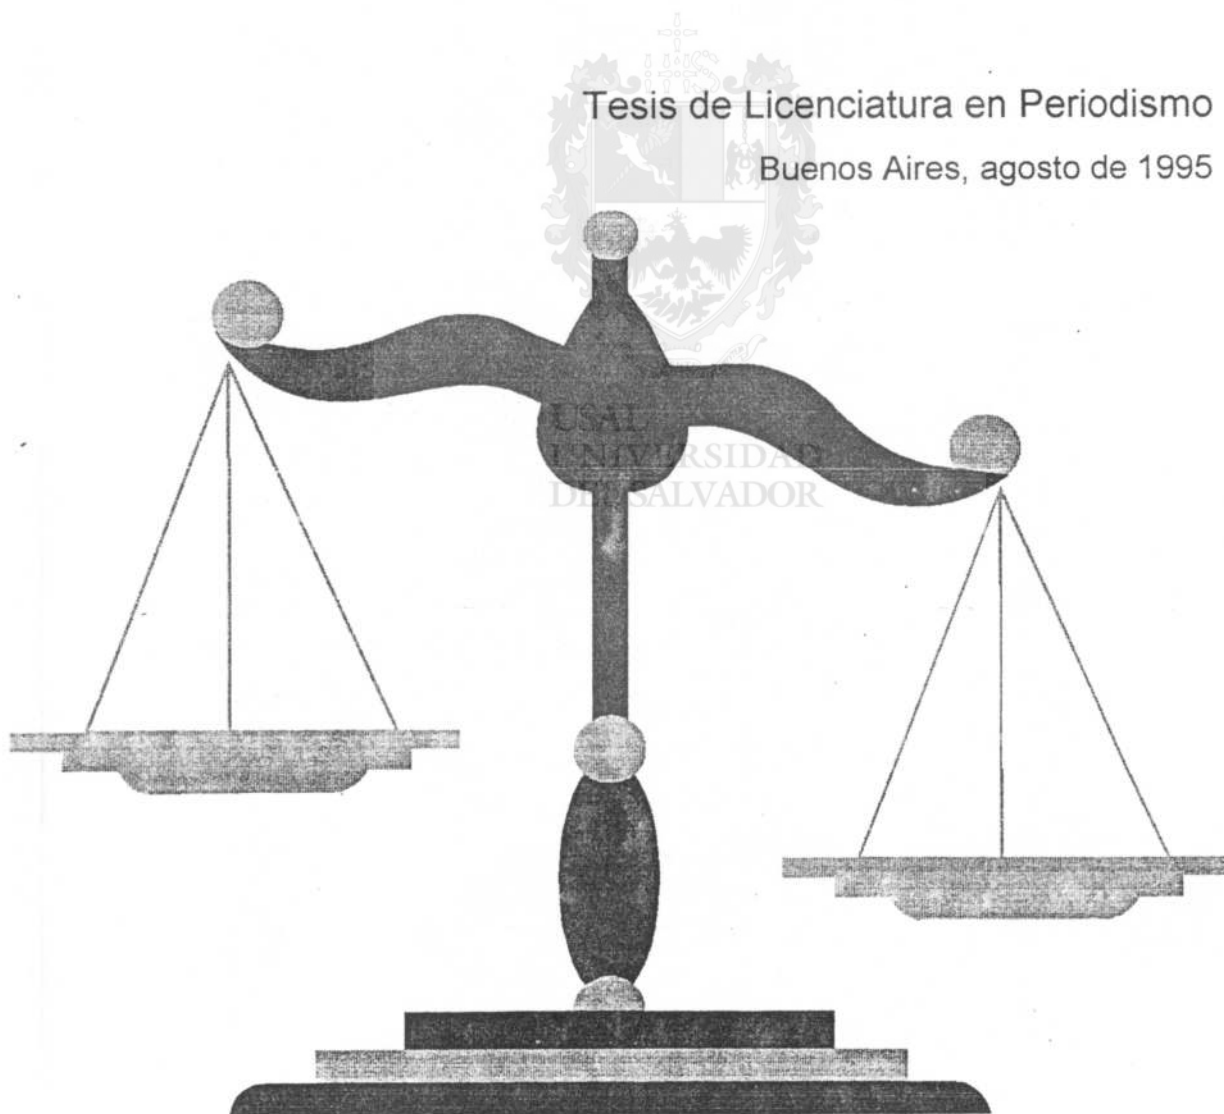 Tesis de Licenciatura en Periodismo
Buenos Aires, agosto de 1995
USAL
UNIVERSIDAD
DEL SALVADOR